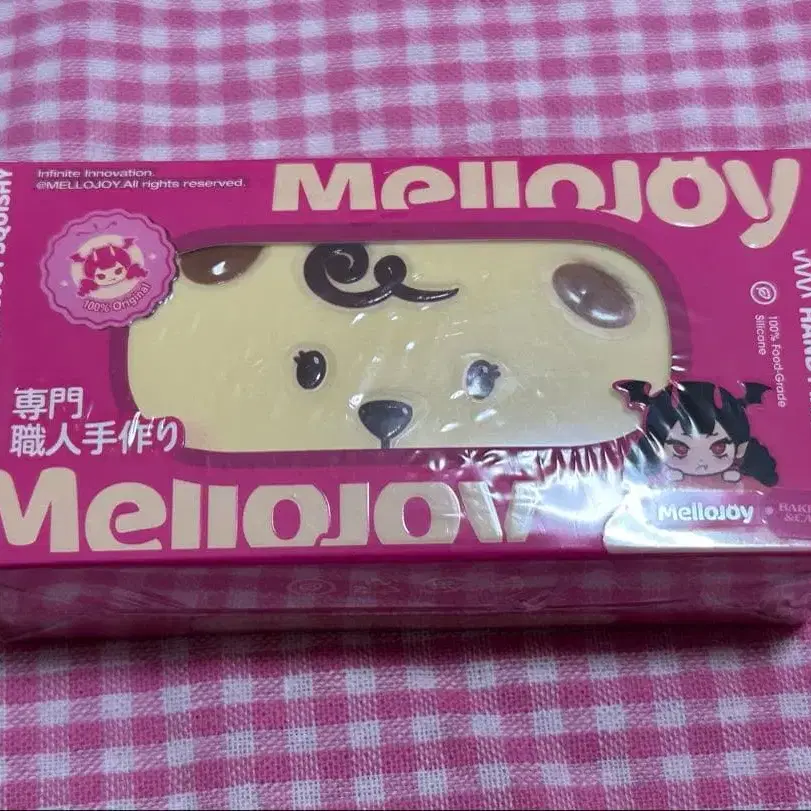 Infinite Innovation.
@MELLOJOY.All rights reserved.
MelloJoy
SQUISHY
100% Original
100% Food-Grade
Silicone
専門
職人手作り
MelloJoy
MelloJoy